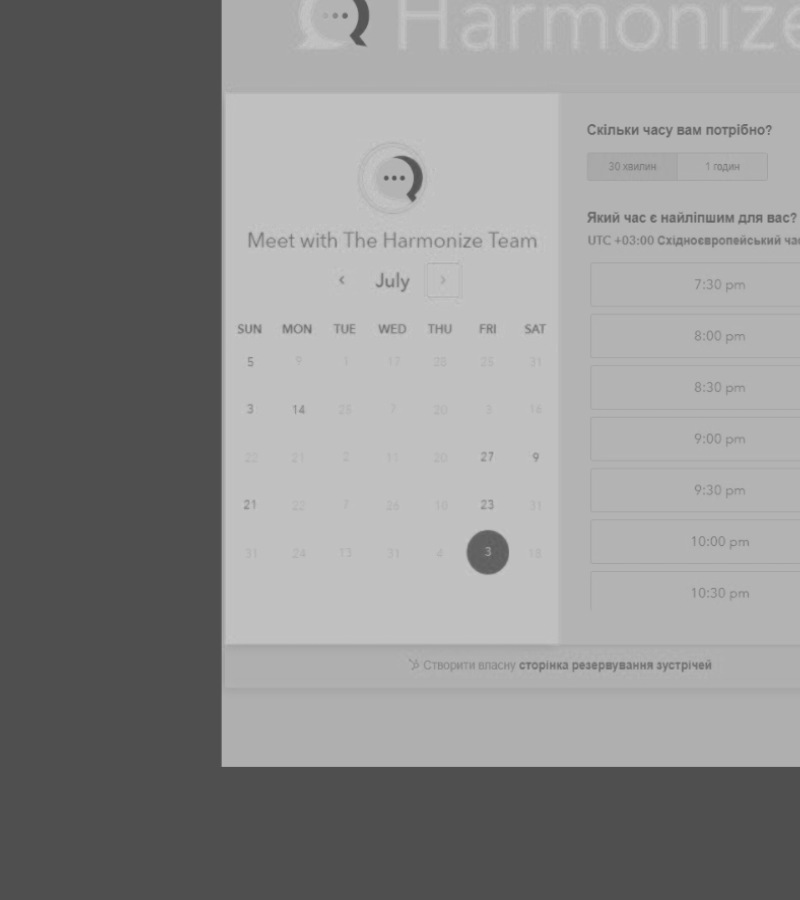 Harmonize
Скільки часу вам потрібно?
30 хвилин 1 годин
Meet with The Harmonize Team
‹ July ›
SUN MON TUE WED THU FRI SAT
5 9 1 17 28 25 31
3 14 28 7 20 5 16
22 21 2 11 20 27 9
21 22 7 26 10 23 31
31 24 13 31 4 3 18
Який час є найліпшим для вас?
UTC +03:00 Східноєвропейський
7:30 pm
8:00 pm
8:30 pm
9:00 pm
9:30 pm
10:00 pm
10:30 pm
Створити власну сторінка резервування зустрічей